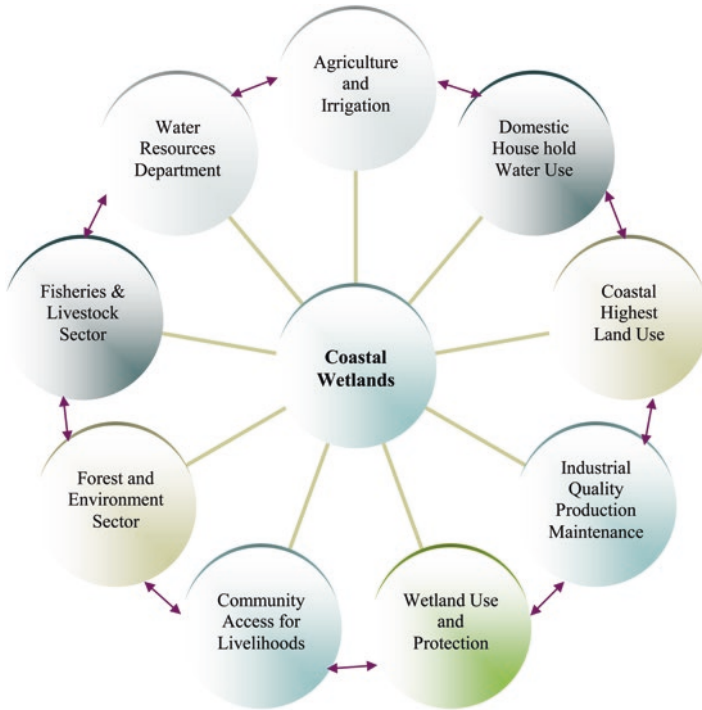 Agriculture
and
Irrigation
Domestic
House hold
Water Use
Coastal
Highest
Land Use
Industrial
Quality
Production
Maintenance
Wetland Use
and
Protection
Community
Access for
Livelihoods
Forest and
Environment
Sector
Fisheries &
Livestock
Sector
Water
Resources
Department
Coastal
Wetlands